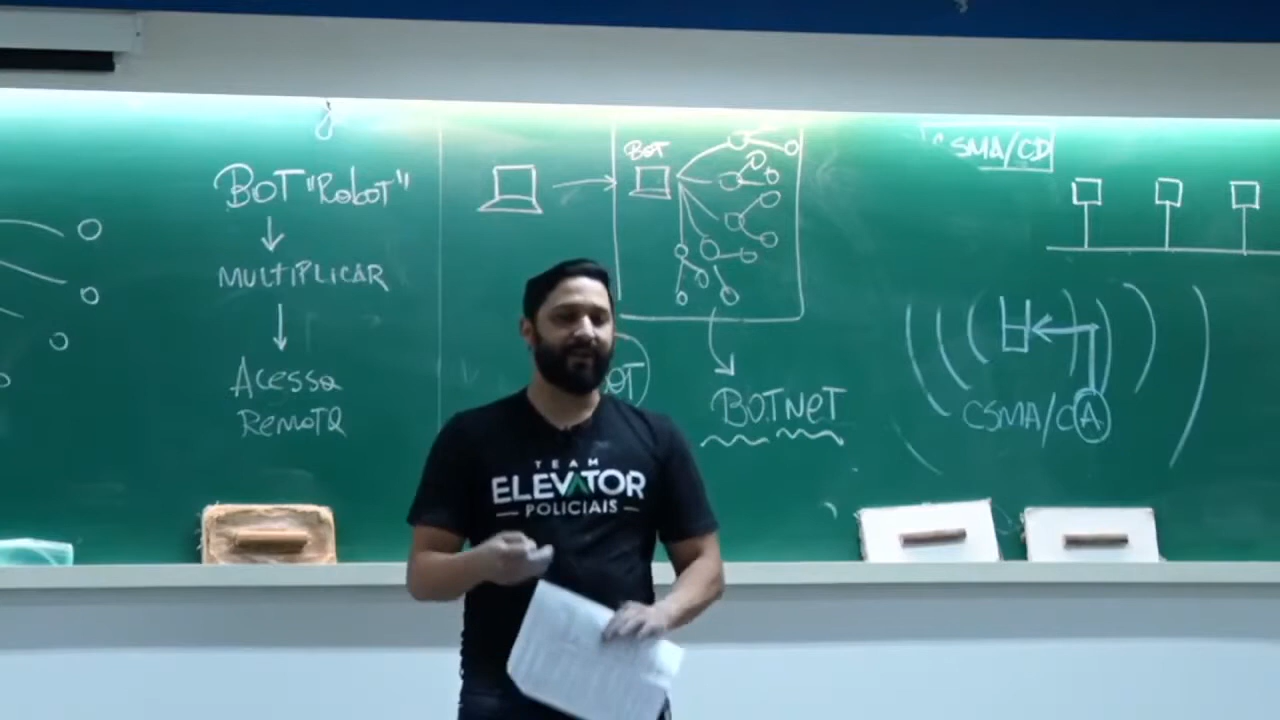 BOT "Robot"
MULTIPLICAR
Acesso
Remoto
BOT
BOTNET
CSMA/CD
CSMA/CA
TEAM
ELEVATOR
POLICIAIS